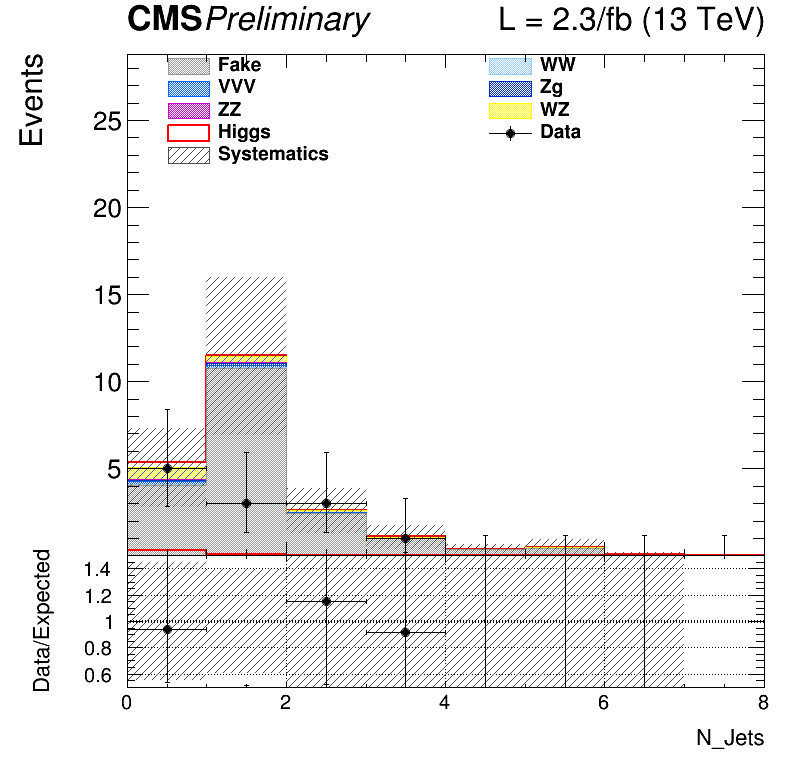 CMS Preliminary L = 2.3/fb (13 TeV)
Events
Fake WW
VVV Zg
ZZ WZ
Higgs Data
Systematics
25
20
15
10
5
Data/Expected
1.4
1.2
1
0.8
0.6
0 2 4 6 8
N_Jets